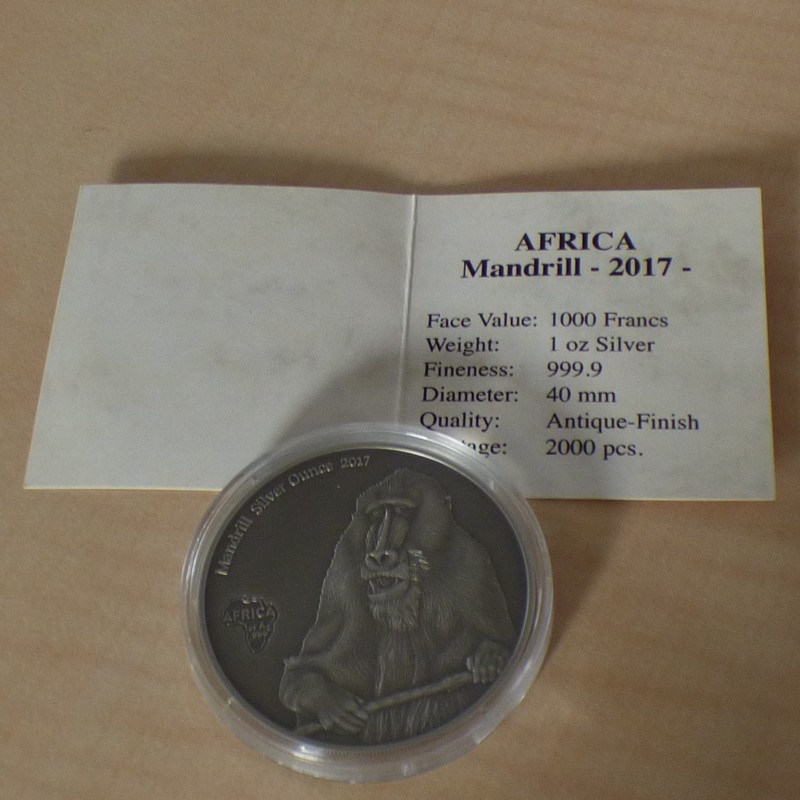 AFRICA
Mandrill - 2017 -
Face Value: 1000 Francs
Weight: 1 oz Silver
Fineness: 999.9
Diameter: 40 mm
Quality: Antique-Finish
2000 pcs.
Mandrill Silver Ounce 2017
AFRICA